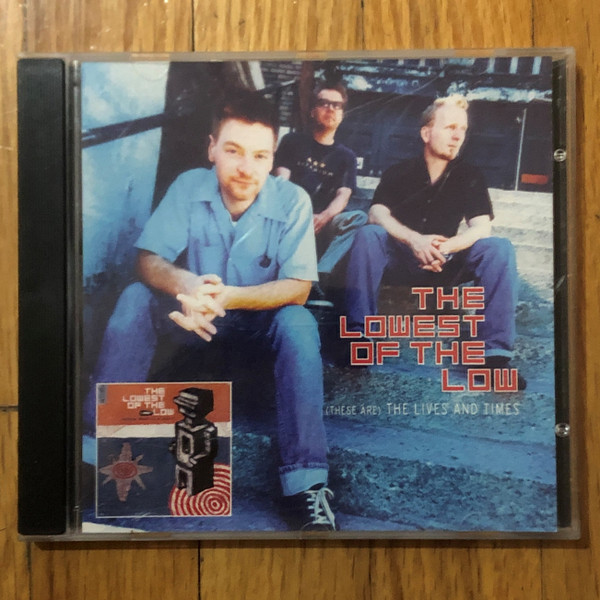 THE
LOWEST
OF THE
LOW
(THESE ARE) THE LIVES AND TIMES
THE
LOWEST
OF THE
LOW